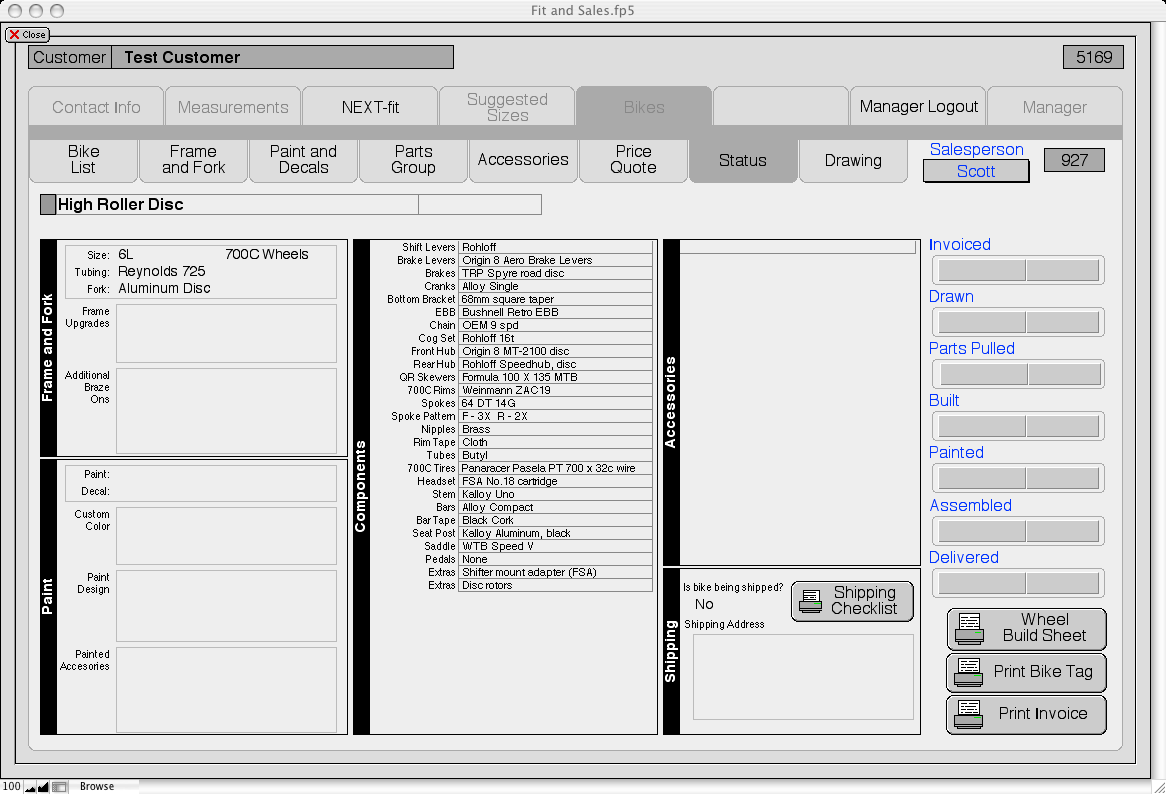 Fit and Sales.fp5
Close
Customer Test Customer 5169
Contact Info Measurements NEXT-fit Suggested Sizes Bikes Manager Logout Manager
Bike List Frame and Fork Paint and Decals Parts Group Accessories Price Quote Status Drawing
Salesperson
Scott
927
High Roller Disc
Frame and Fork
Size: 6L 700C Wheels
Tubing: Reynolds 725
Fork: Aluminum Disc
Frame
Upgrades
Additional
Braze
Ons
Paint
Paint:
Decal:
Custom
Color
Paint
Design
Painted
Accesories
Components
Shift Levers Rohloff
Brake Levers Origin 8 Aero Brake Levers
Brakes TRP Spyre road disc
Cranks Alloy Single
Bottom Bracket 68mm square taper
EBB Bushnell Retro EBB
Chain OEM 9 spd
Cog Set Rohloff 16t
Front Hub Origin 8 MT-2100 disc
Rear Hub Rohloff Speedhub, disc
QR Skewers Formula 100 X 135 MTB
700C Rims Weinmann ZAC19
Spokes 64 DT 14G
Spoke Pattern F - 3X R - 2X
Nipples Brass
Rim Tape Cloth
Tubes Butyl
700C Tires Panaracer Pasela PT 700 x 32c wire
Headset FSA No.18 cartridge
Stem Kalloy Uno
Bars Alloy Compact
Bar Tape Black Cork
Seat Post Kalloy Aluminum, black
Saddle WTB Speed V
Pedals None
Extras Shifter mount adapter (FSA)
Extras Disc rotors
Accessories
Shipping
Is bike being shipped?
No
Shipping
Checklist
Shipping Address
Invoiced
Drawn
Parts Pulled
Built
Painted
Assembled
Delivered
Wheel
Build Sheet
Print Bike Tag
Print Invoice
100 Browse